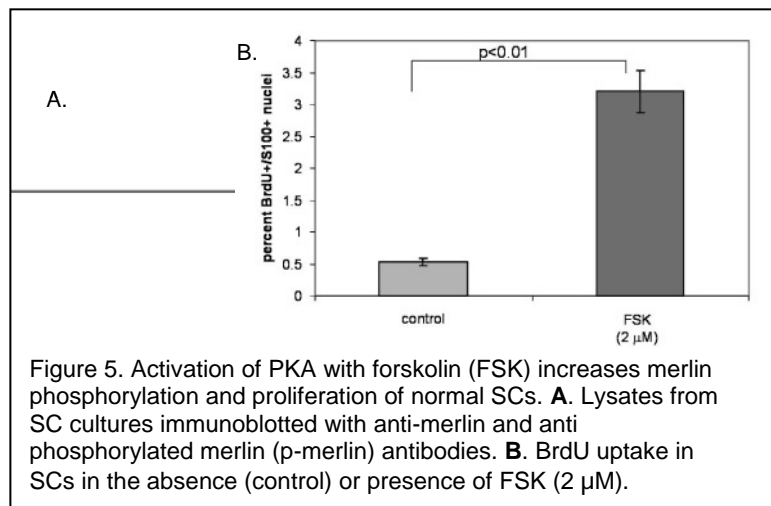 A.
B.
4
p<0.01
3.5
3
2.5
2
1.5
1
0.5
0
percent BrdU+/S100+ nuclei
control
FSK
(2 µM)
Figure 5. Activation of PKA with forskolin (FSK) increases merlin
phosphorylation and proliferation of normal SCs. A. Lysates from
SC cultures immunoblotted with anti-merlin and anti
phosphorylated merlin (p-merlin) antibodies. B. BrdU uptake in
SCs in the absence (control) or presence of FSK (2 µM).